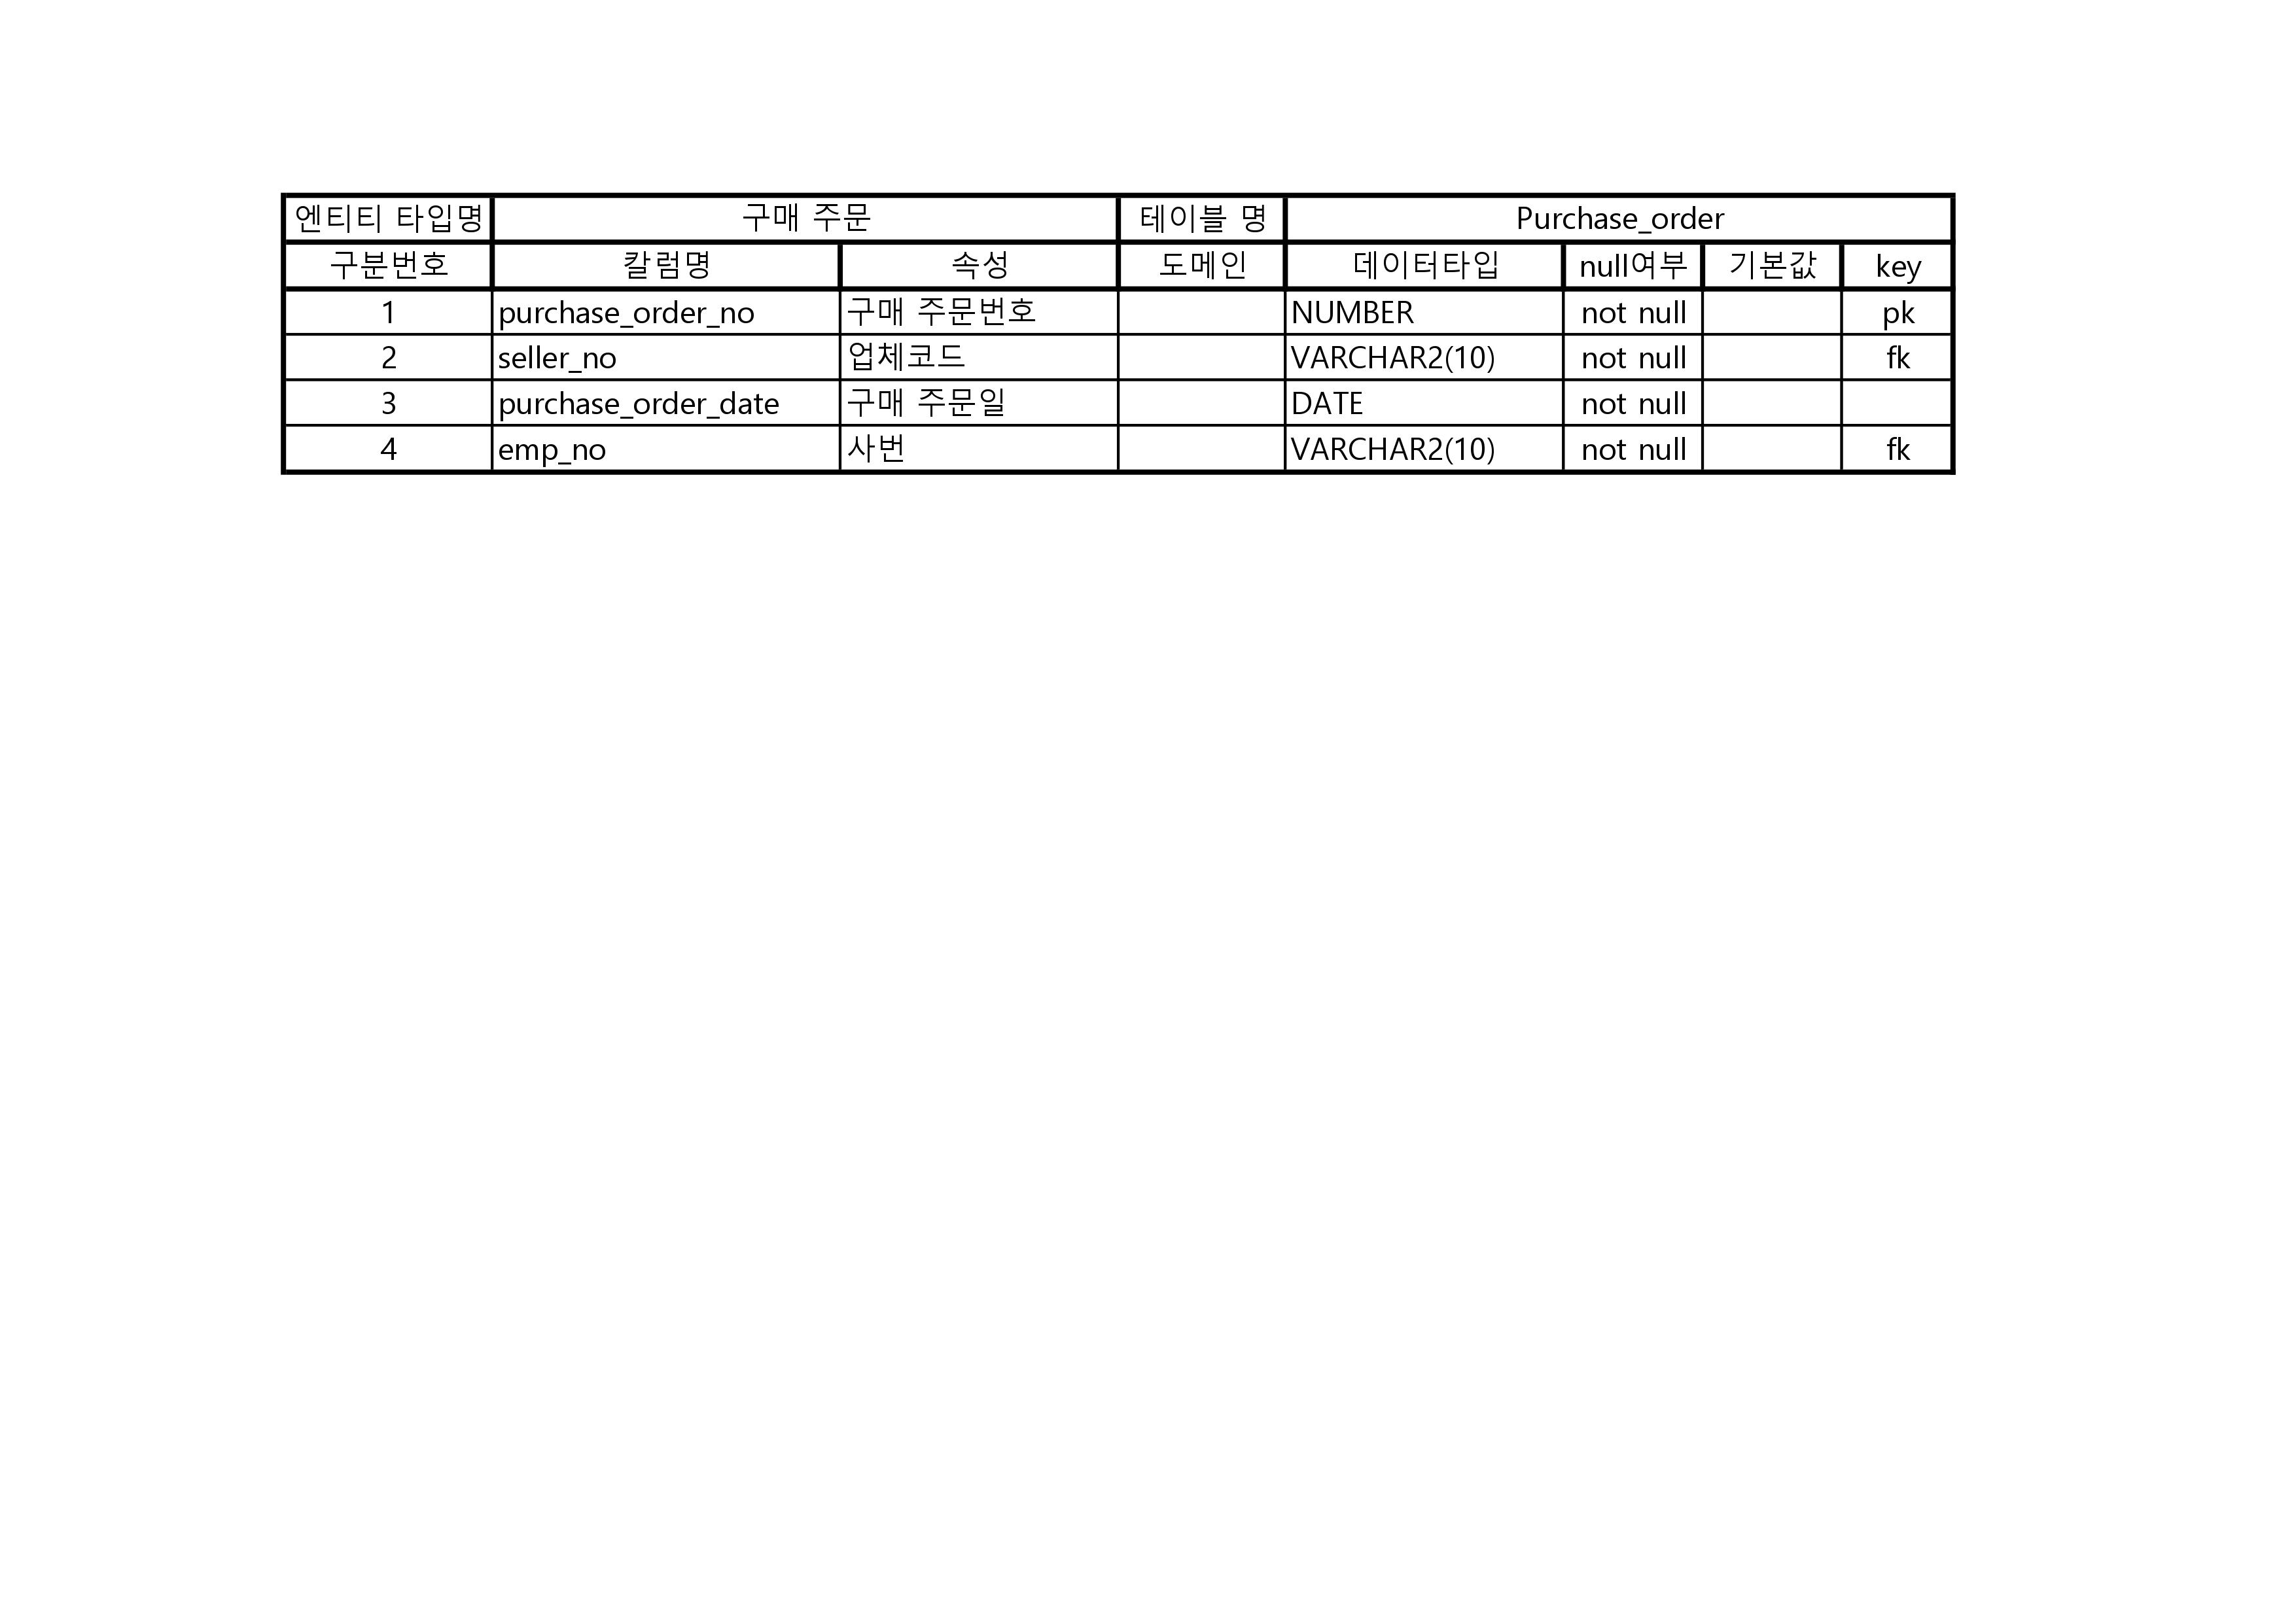 엔티티 타입명 구매 주문 테이블 명 Purchase_order
구분번호 칼럼명 속성 도메인 데이터타입 null여부 기본값 key
1 purchase_order_no 구매 주문번호 NUMBER not null pk
2 seller_no 업체코드 VARCHAR2(10) not null fk
3 purchase_order_date 구매 주문일 DATE not null
4 emp_no 사번 VARCHAR2(10) not null fk